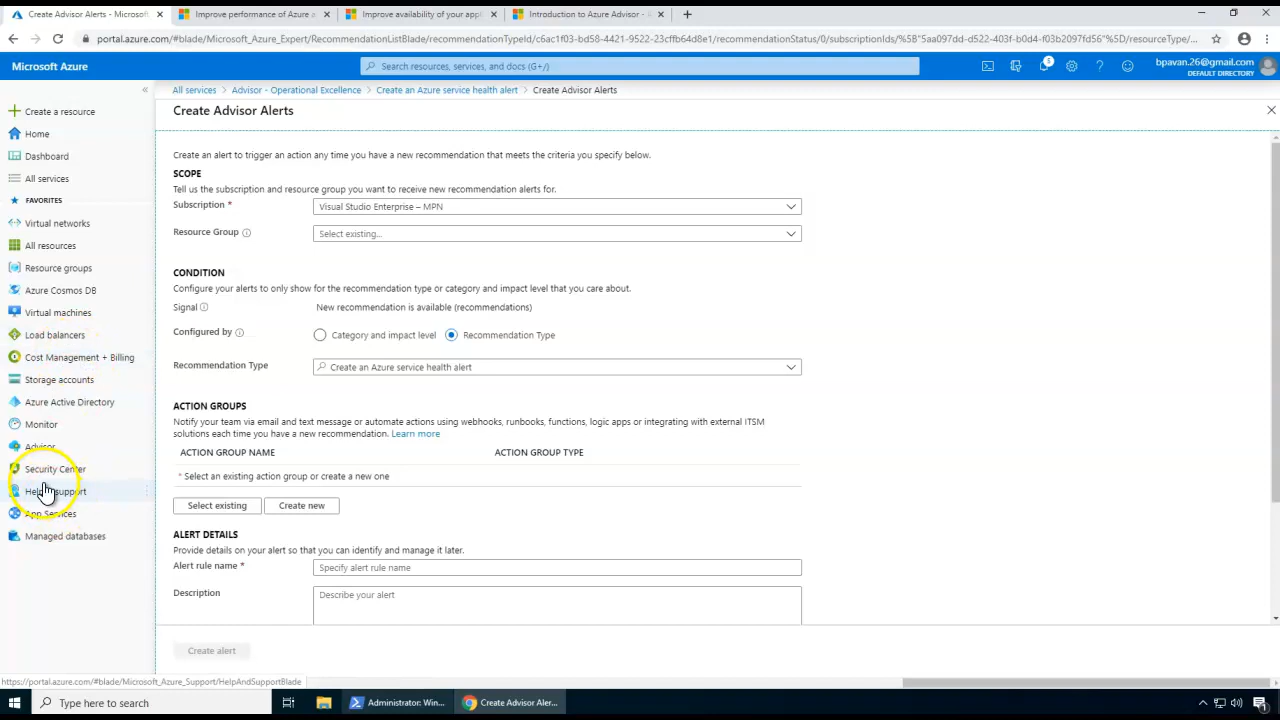 Create Advisor Alerts - Microsoft
Improve performance of Azure a
Improve availability of your appl
Introduction to Azure Advisor - A
portal.azure.com/#blade/Microsoft_Azure_Expert/RecommendationListBlade/recommendationTypeId/c6ac1f03-bd58-4421-9522-23cffb64d8e1/recommendationStatus/0/subscriptionIds/%5B"5aa097dd-d522-403f-b0d4-f03b2097fd56"%5D/resourceType/...
Microsoft Azure
Search resources, services, and docs (G+/)
5
bpavan.26@gmail.com
DEFAULT DIRECTORY
Create a resource
Home
Dashboard
All services
FAVORITES
Virtual networks
All resources
Resource groups
Azure Cosmos DB
Virtual machines
Load balancers
Cost Management + Billing
Storage accounts
Azure Active Directory
Monitor
Advisor
Security Center
Help + support
App Services
Managed databases
All services > Advisor - Operational Excellence > Create an Azure service health alert > Create Advisor Alerts
Create Advisor Alerts
Create an alert to trigger an action any time you have a new recommendation that meets the criteria you specify below.
SCOPE
Tell us the subscription and resource group you want to receive new recommendation alerts for.
Subscription * Visual Studio Enterprise – MPN
Resource Group Select existing...
CONDITION
Configure your alerts to only show for the recommendation type or category and impact level that you care about.
Signal New recommendation is available (recommendations)
Configured by Category and impact level Recommendation Type
Recommendation Type Create an Azure service health alert
ACTION GROUPS
Notify your team via email and text message or automate actions using webhooks, runbooks, functions, logic apps or integrating with external ITSM
solutions each time you have a new recommendation. Learn more
ACTION GROUP NAME ACTION GROUP TYPE
* Select an existing action group or create a new one
Select existing Create new
ALERT DETAILS
Provide details on your alert so that you can identify and manage it later.
Alert rule name * Specify alert rule name
Description Describe your alert
Create alert
https://portal.azure.com/#blade/Microsoft_Azure_Support/HelpAndSupportBlade
Type here to search
Administrator: Win...
Create Advisor Aler...
1